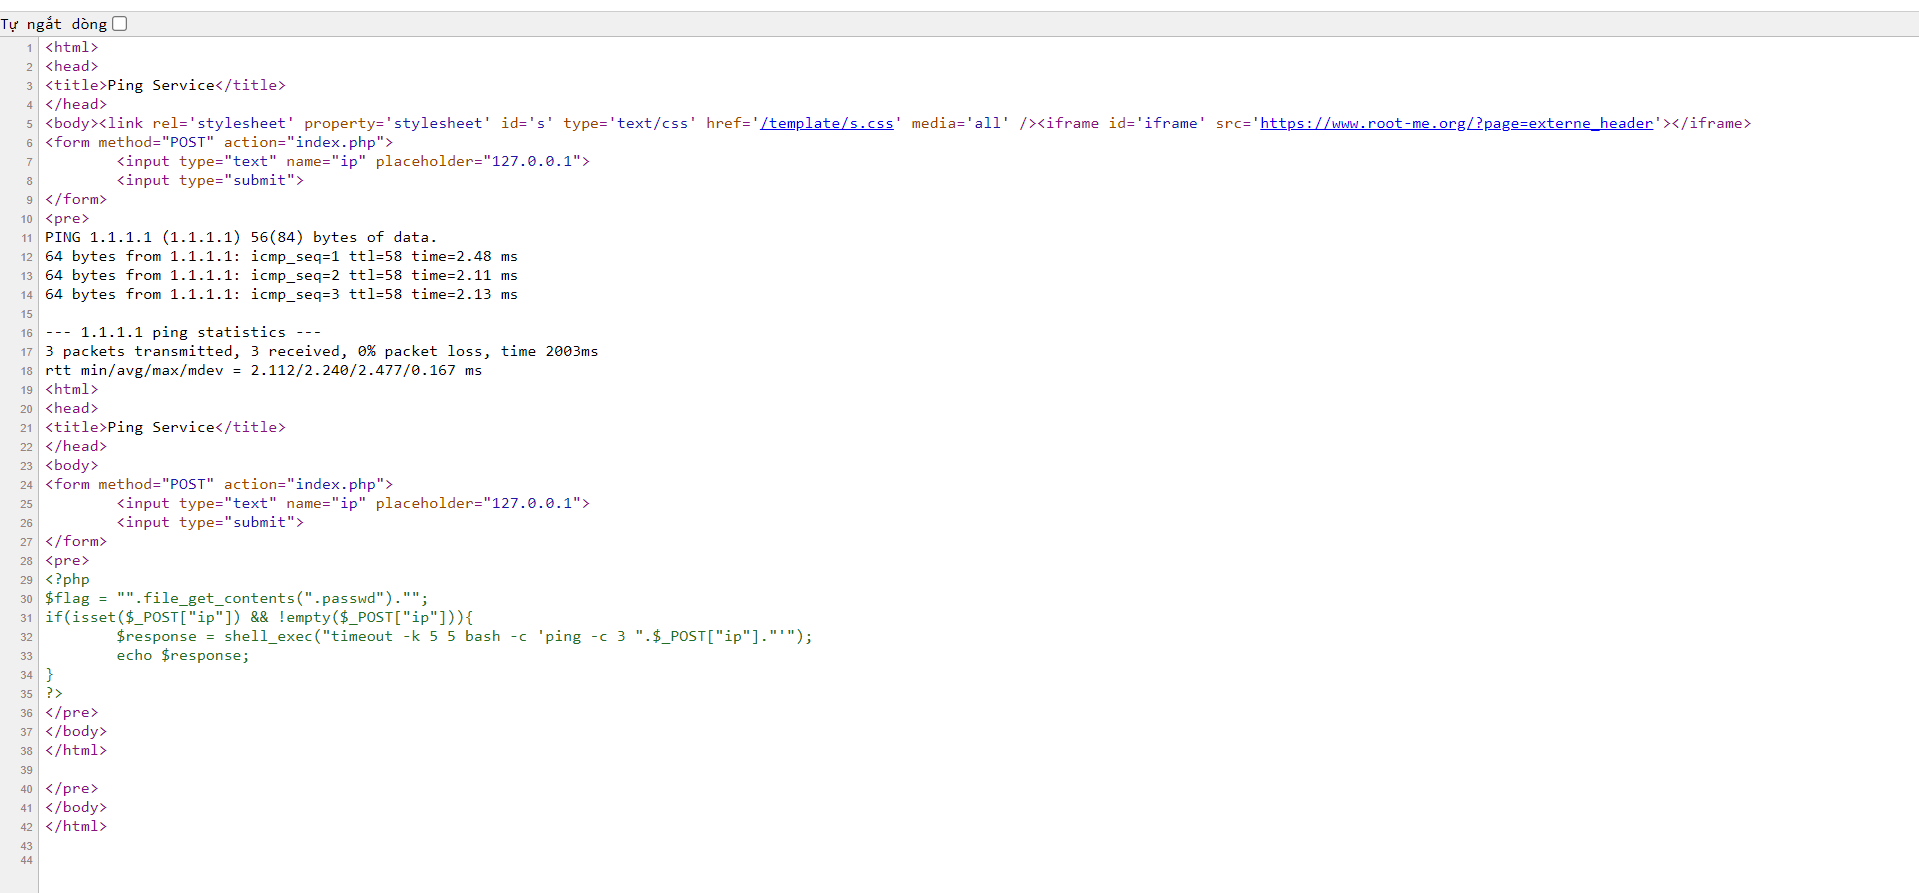 Tự ngắt dòng
1 <html>
2 <head>
3 <title>Ping Service</title>
4 </head>
5 <body><link rel='stylesheet' property='stylesheet' id='s' type='text/css' href='/template/s.css' media='all' /><iframe id='iframe' src='https://www.root-me.org/?page=externe_header'></iframe>
6 <form method="POST" action="index.php">
7         <input type="text" name="ip" placeholder="127.0.0.1">
8         <input type="submit">
9 </form>
10 <pre>
11 PING 1.1.1.1 (1.1.1.1) 56(84) bytes of data.
12 64 bytes from 1.1.1.1: icmp_seq=1 ttl=58 time=2.48 ms
13 64 bytes from 1.1.1.1: icmp_seq=2 ttl=58 time=2.11 ms
14 64 bytes from 1.1.1.1: icmp_seq=3 ttl=58 time=2.13 ms
15
16 --- 1.1.1.1 ping statistics ---
17 3 packets transmitted, 3 received, 0% packet loss, time 2003ms
18 rtt min/avg/max/mdev = 2.112/2.240/2.477/0.167 ms
19 <html>
20 <head>
21 <title>Ping Service</title>
22 </head>
23 <body>
24 <form method="POST" action="index.php">
25         <input type="text" name="ip" placeholder="127.0.0.1">
26         <input type="submit">
27 </form>
28 <pre>
29 <?php
30 $flag = "".file_get_contents(".passwd")."";
31 if(isset($_POST["ip"]) && !empty($_POST["ip"])){
32         $response = shell_exec("timeout -k 5 5 bash -c 'ping -c 3 ".$_POST["ip"]."'");
33         echo $response;
34 }
35 ?>
36 </pre>
37 </body>
38 </html>
39
40 </pre>
41 </body>
42 </html>
43
44